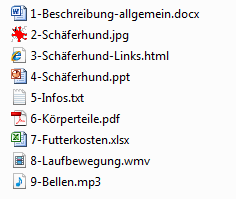 1-Beschreibung-allgemein.docx
2-Schäferhund.jpg
3-Schäferhund-Links.html
4-Schäferhund.ppt
5-Infos.txt
6-Körperteile.pdf
7-Futterkosten.xlsx
8-Laufbewegung.wmv
9-Bellen.mp3